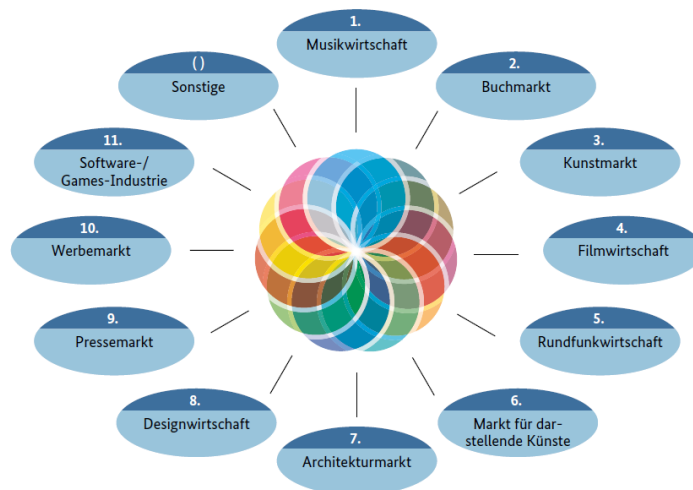 1.
Musikwirtschaft
2.
Buchmarkt
3.
Kunstmarkt
4.
Filmwirtschaft
5.
Rundfunkwirtschaft
6.
Markt für dar-
stellende Künste
7.
Architekturmarkt
8.
Designwirtschaft
9.
Pressemarkt
10.
Werbemarkt
11.
Software-/
Games-Industrie
( )
Sonstige